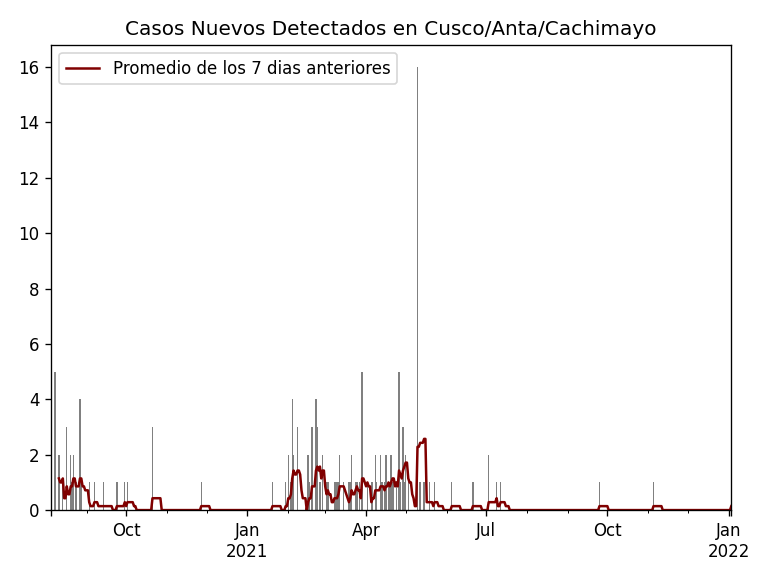 Casos Nuevos Detectados en Cusco/Anta/Cachimayo
Promedio de los 7 dias anteriores
16
14
12
10
8
6
4
2
0
Oct
Jan
2021
Apr
Jul
Oct
Jan
2022